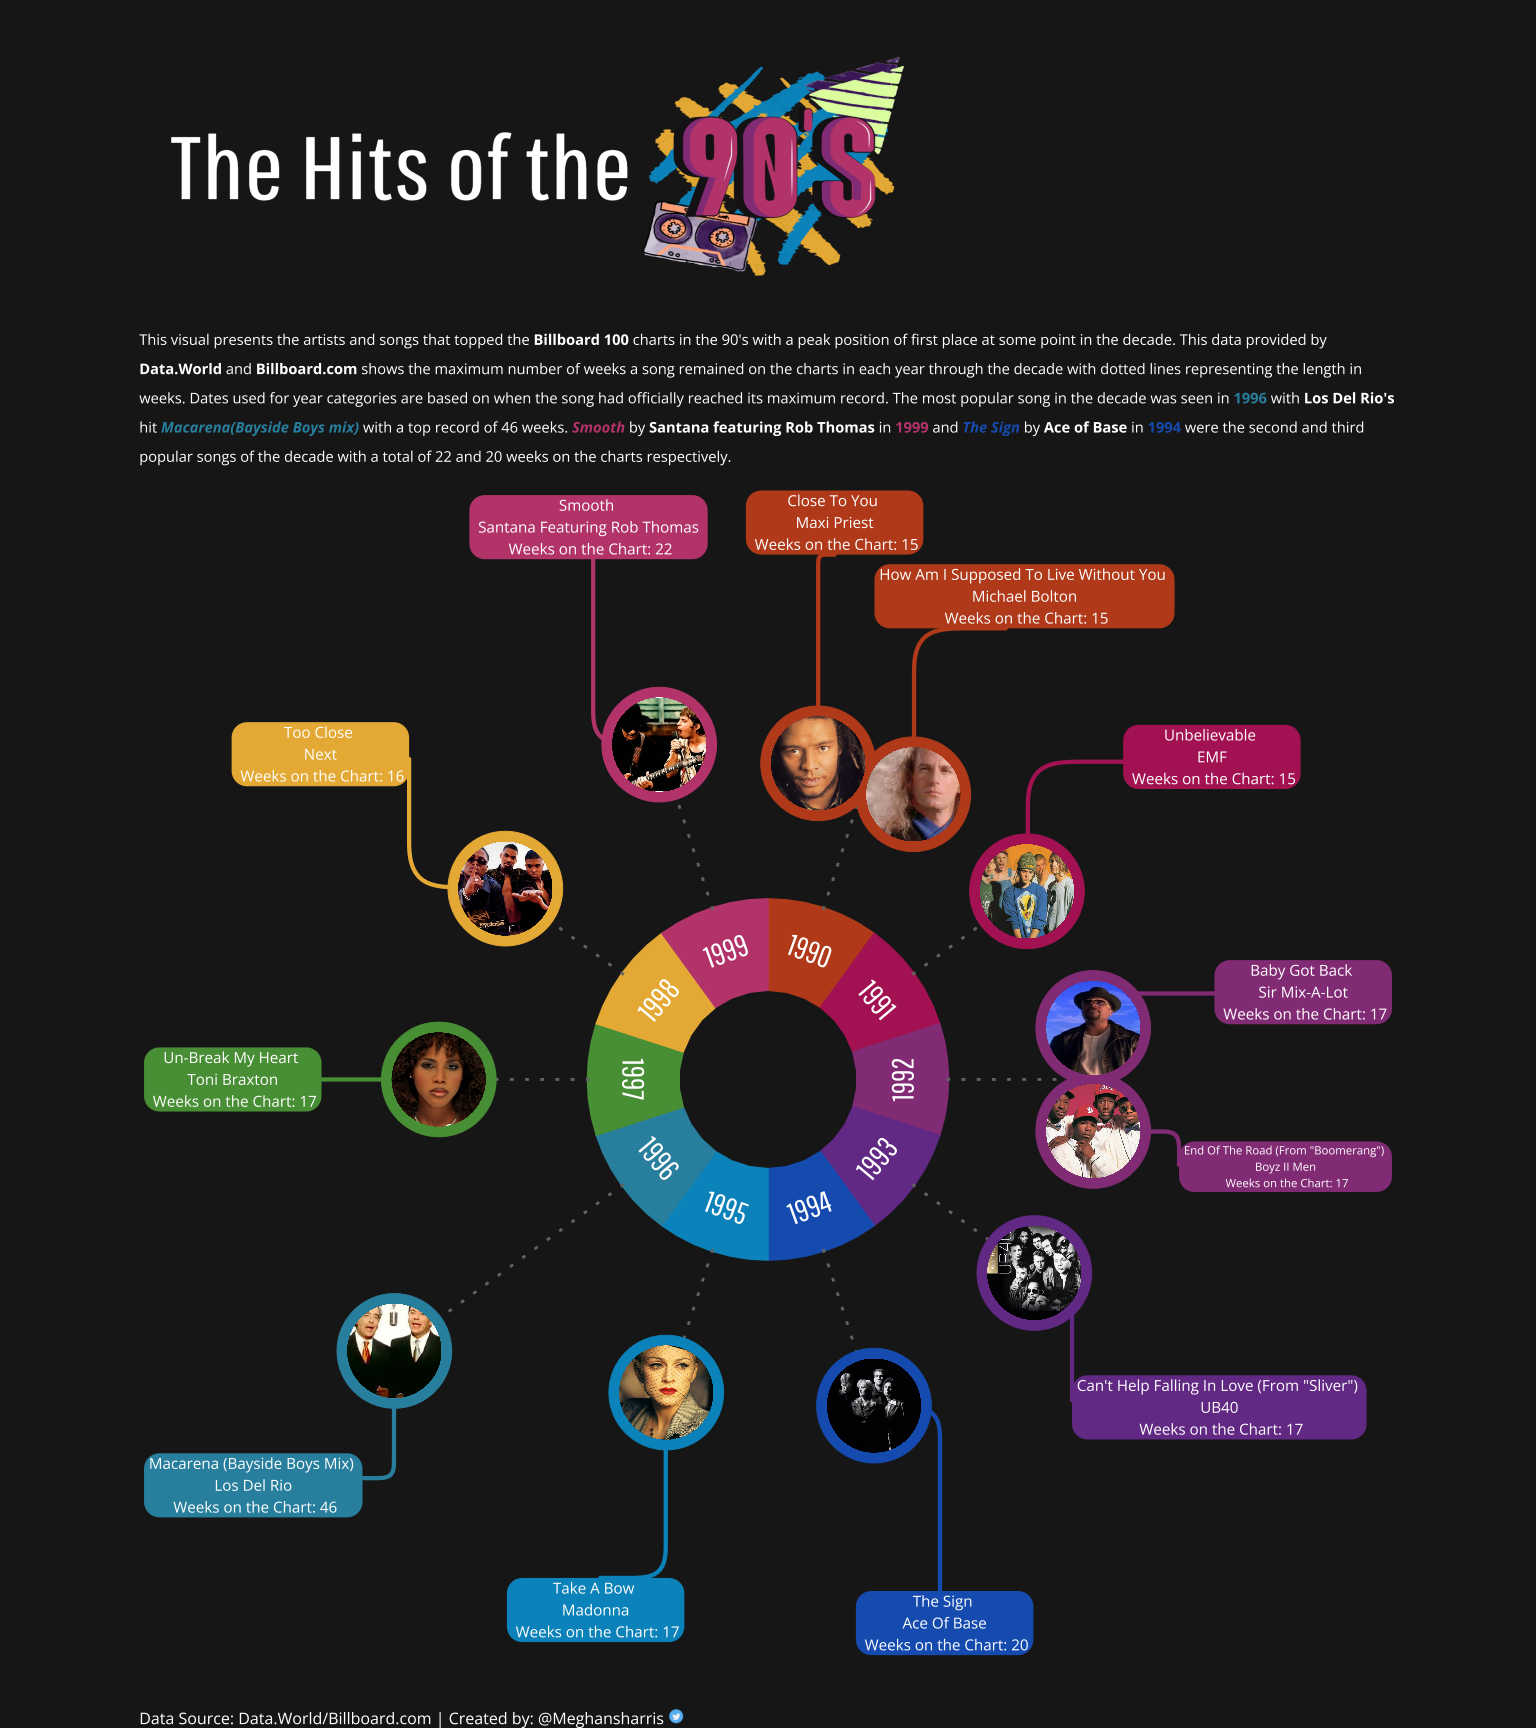 The Hits of the 90'S
This visual presents the artists and songs that topped the Billboard 100 charts in the 90's with a peak position of first place at some point in the decade. This data provided by
Data.World and Billboard.com shows the maximum number of weeks a song remained on the charts in each year through the decade with dotted lines representing the length in
weeks. Dates used for year categories are based on when the song had officially reached its maximum record. The most popular song in the decade was seen in 1996 with Los Del Rio's
hit Macarena(Bayside Boys mix) with a top record of 46 weeks. Smooth by Santana featuring Rob Thomas in 1999 and The Sign by Ace of Base in 1994 were the second and third
popular songs of the decade with a total of 22 and 20 weeks on the charts respectively.
Smooth
Santana Featuring Rob Thomas
Weeks on the Chart: 22
Close To You
Maxi Priest
Weeks on the Chart: 15
How Am I Supposed To Live Without You
Michael Bolton
Weeks on the Chart: 15
Too Close
Next
Weeks on the Chart: 16
Unbelievable
EMF
Weeks on the Chart: 15
Baby Got Back
Sir Mix-A-Lot
Weeks on the Chart: 17
Un-Break My Heart
Toni Braxton
Weeks on the Chart: 17
End Of The Road (From "Boomerang")
Boyz II Men
Weeks on the Chart: 17
1990
1991
1992
1993
1994
1995
1996
1997
1998
1999
UB40
U
Can't Help Falling In Love (From "Sliver")
UB40
Weeks on the Chart: 17
Macarena (Bayside Boys Mix)
Los Del Rio
Weeks on the Chart: 46
Take A Bow
Madonna
Weeks on the Chart: 17
The Sign
Ace Of Base
Weeks on the Chart: 20
Data Source: Data.World/Billboard.com | Created by: @Meghansharris